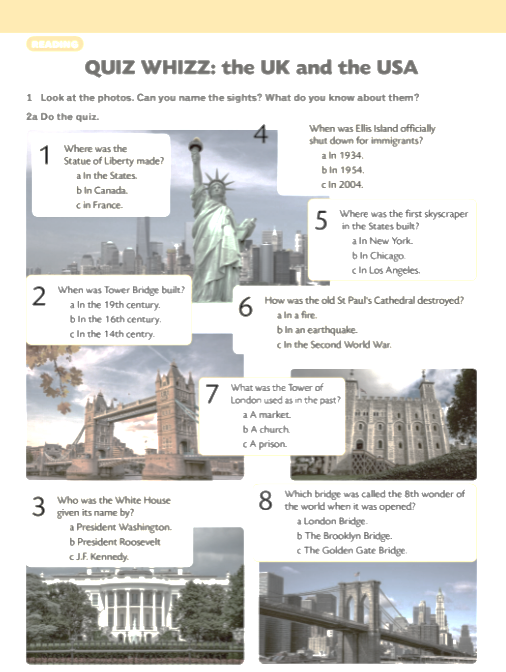 READING
QUIZ WHIZZ: the UK and the USA
1 Look at the photos. Can you name the sights? What do you know about them?
2a Do the quiz.
1 Where was the
Statue of Liberty made?
a In the States.
b In Canada.
c in France.
2 When was Tower Bridge built?
a In the 19th century.
b In the 16th century.
c In the 14th centry.
3 Who was the White House
given its name by?
a President Washington.
b President Roosevelt
c J.F. Kennedy.
4 When was Ellis Island officially
shut down for immigrants?
a In 1934.
b In 1954.
c In 2004.
5 Where was the first skyscraper
in the States built?
a In New York.
b In Chicago.
c In Los Angeles.
6 How was the old St Paul's Cathedral destroyed?
a In a fire.
b In an earthquake.
c In the Second World War.
7 What was the Tower of
London used as in the past?
a A market.
b A church.
c A prison.
8 Which bridge was called the 8th wonder of
the world when it was opened?
a London Bridge.
b The Brooklyn Bridge.
c The Golden Gate Bridge.